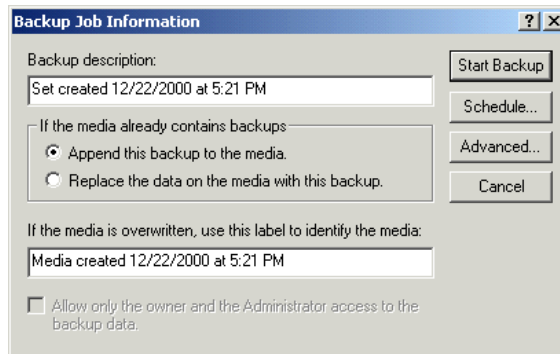 Backup Job Information
Backup description:
Set created 12/22/2000 at 5:21 PM
If the media already contains backups
Append this backup to the media.
Replace the data on the media with this backup.
If the media is overwritten, use this label to identify the media:
Media created 12/22/2000 at 5:21 PM
Allow only the owner and the Administrator access to the
backup data.
Start Backup
Schedule...
Advanced...
Cancel